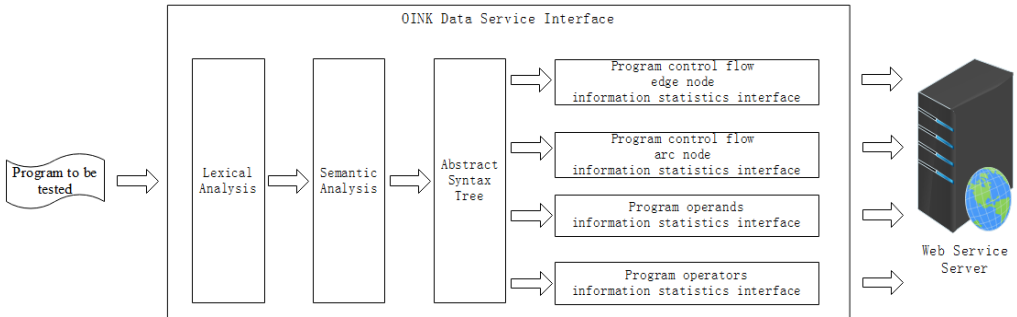 OINK Data Service Interface
Program to be
tested
Lexical
Analysis
Semantic
Analysis
Abstract
Syntax
Tree
Program control flow
edge node
information statistics interface
Program control flow
arc node
information statistics interface
Program operands
information statistics interface
Program operators
information statistics interface
Web Service
Server